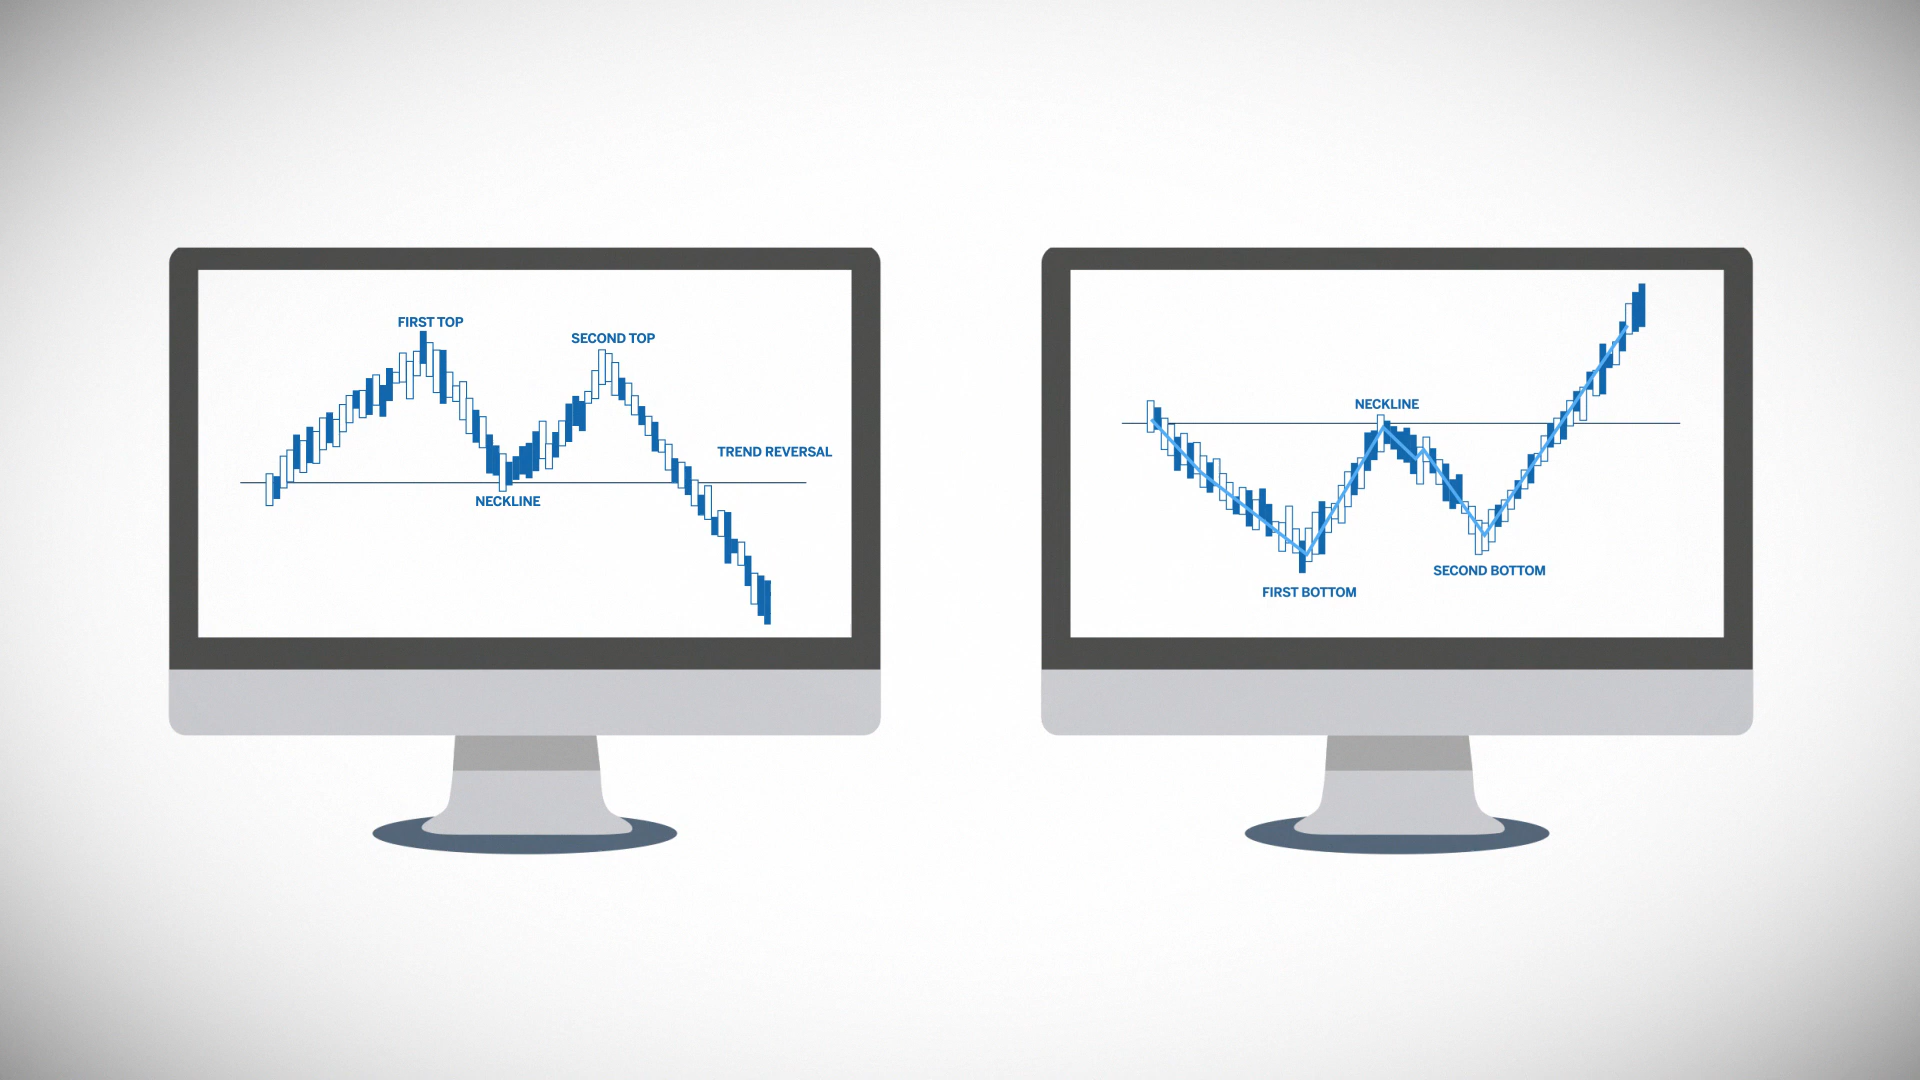 FIRST TOP
SECOND TOP
TREND REVERSAL
NECKLINE
NECKLINE
SECOND BOTTOM
FIRST BOTTOM